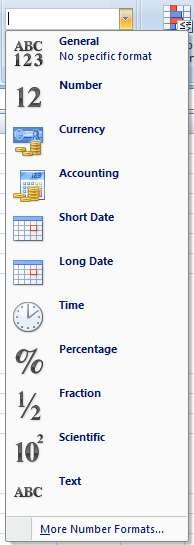 ABC
123
General
No specific format
12
Number
Currency
Accounting
Short Date
Long Date
Time
%
Percentage
1/2
Fraction
10²
Scientific
ABC
Text
More Number Formats...